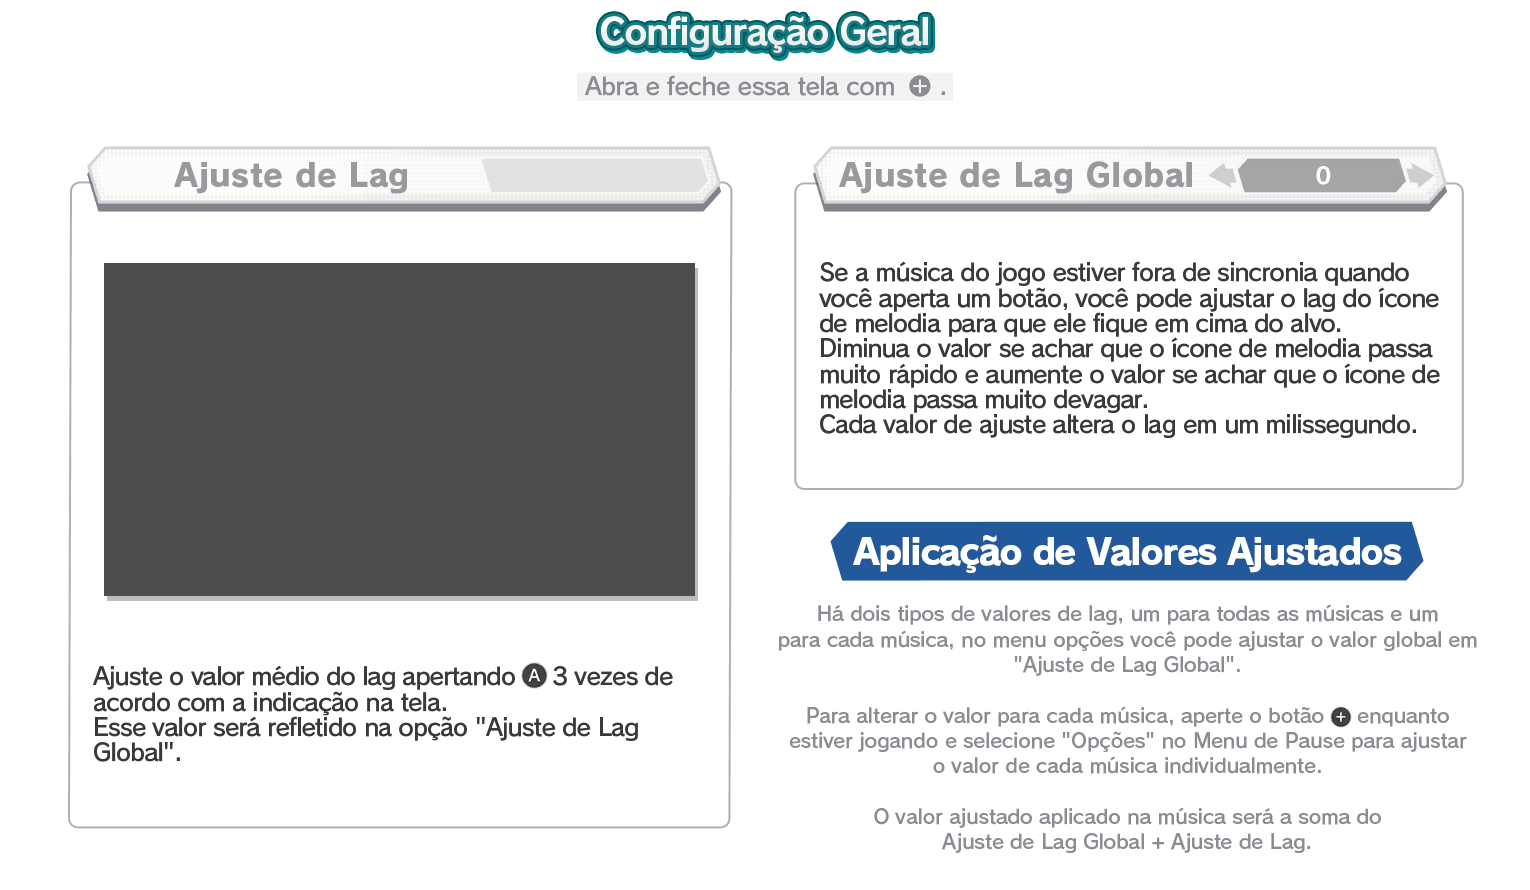 Configuração Geral
Abra e feche essa tela com + .
Ajuste de Lag
Ajuste o valor médio do lag apertando A 3 vezes de
acordo com a indicação na tela.
Esse valor será refletido na opção "Ajuste de Lag
Global".
Ajuste de Lag Global 0
Se a música do jogo estiver fora de sincronia quando
você aperta um botão, você pode ajustar o lag do ícone
de melodia para que ele fique em cima do alvo.
Diminua o valor se achar que o ícone de melodia passa
muito rápido e aumente o valor se achar que o ícone de
melodia passa muito devagar.
Cada valor de ajuste altera o lag em um milissegundo.
Aplicação de Valores Ajustados
Há dois tipos de valores de lag, um para todas as músicas e um
para cada música, no menu opções você pode ajustar o valor global em
"Ajuste de Lag Global".
Para alterar o valor para cada música, aperte o botão + enquanto
estiver jogando e selecione "Opções" no Menu de Pause para ajustar
o valor de cada música individualmente.
O valor ajustado aplicado na música será a soma do
Ajuste de Lag Global + Ajuste de Lag.